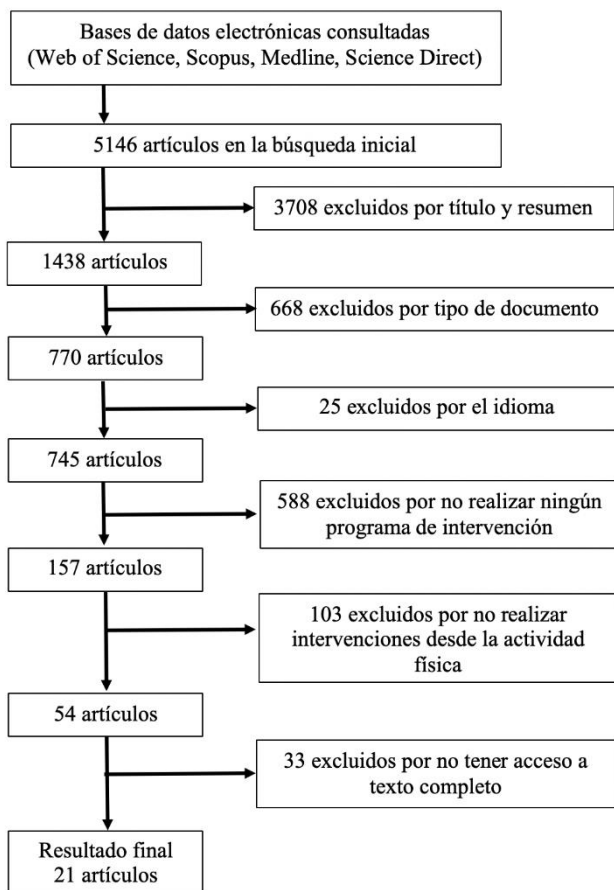 Bases de datos electrónicas consultadas
(Web of Science, Scopus, Medline, Science Direct)
5146 artículos en la búsqueda inicial
3708 excluidos por título y resumen
1438 artículos
668 excluidos por tipo de documento
770 artículos
25 excluidos por el idioma
745 artículos
588 excluidos por no realizar ningún
programa de intervención
157 artículos
103 excluidos por no realizar
intervenciones desde la actividad
física
54 artículos
33 excluidos por no tener acceso a
texto completo
Resultado final
21 artículos